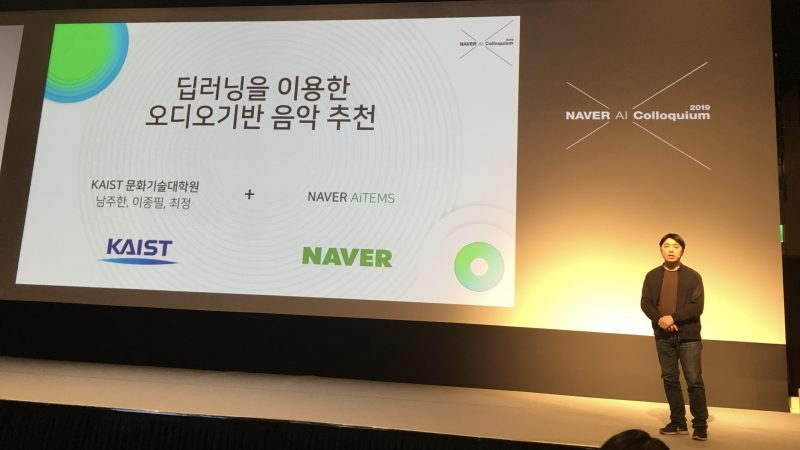 NAVER AI Colloquium 2019
딥러닝을 이용한
오디오기반 음악 추천
KAIST 문화기술대학원
남주한, 이종필, 최정
+
NAVER AiTEMS
KAIST
NAVER
2019
NAVER AI Colloquium